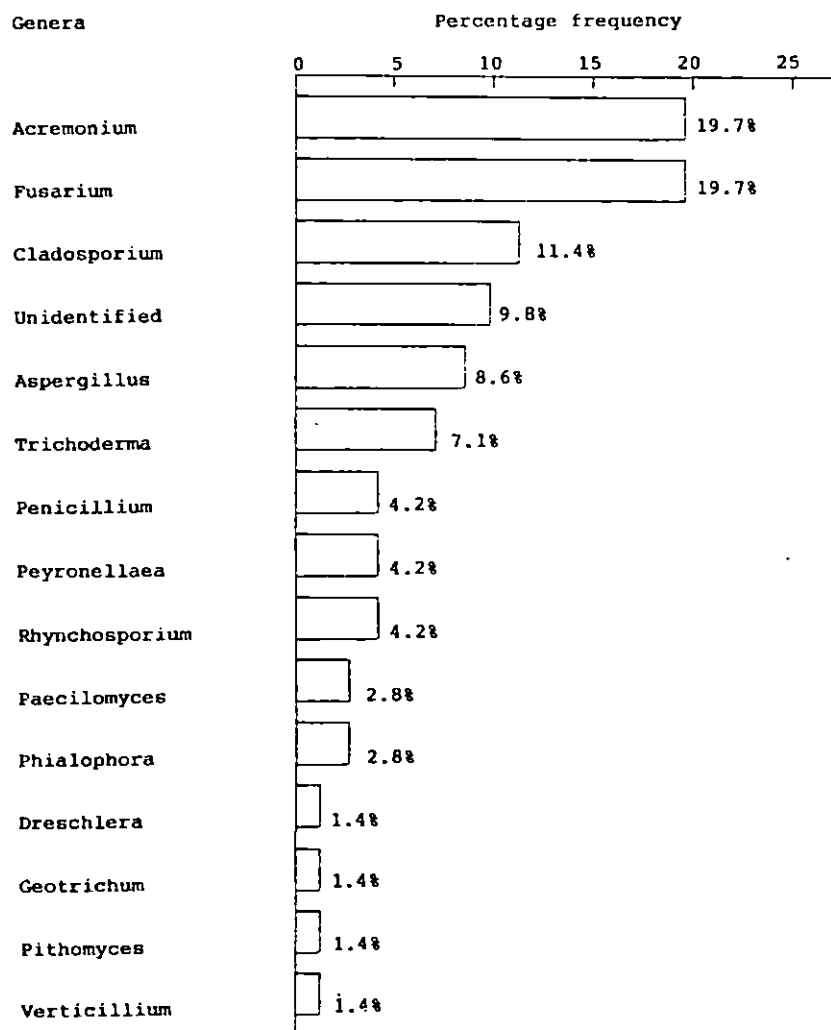 Genera Percentage frequency
0 5 10 15 20 25
Acremonium 19.7%
Fusarium 19.7%
Cladosporium 11.4%
Unidentified 9.8%
Aspergillus 8.6%
Trichoderma 7.1%
Penicillium 4.2%
Peyronellaea 4.2%
Rhynchosporium 4.2%
Paecilomyces 2.8%
Phialophora 2.8%
Dreschlera 1.4%
Geotrichum 1.4%
Pithomyces 1.4%
Verticillium 1.4%